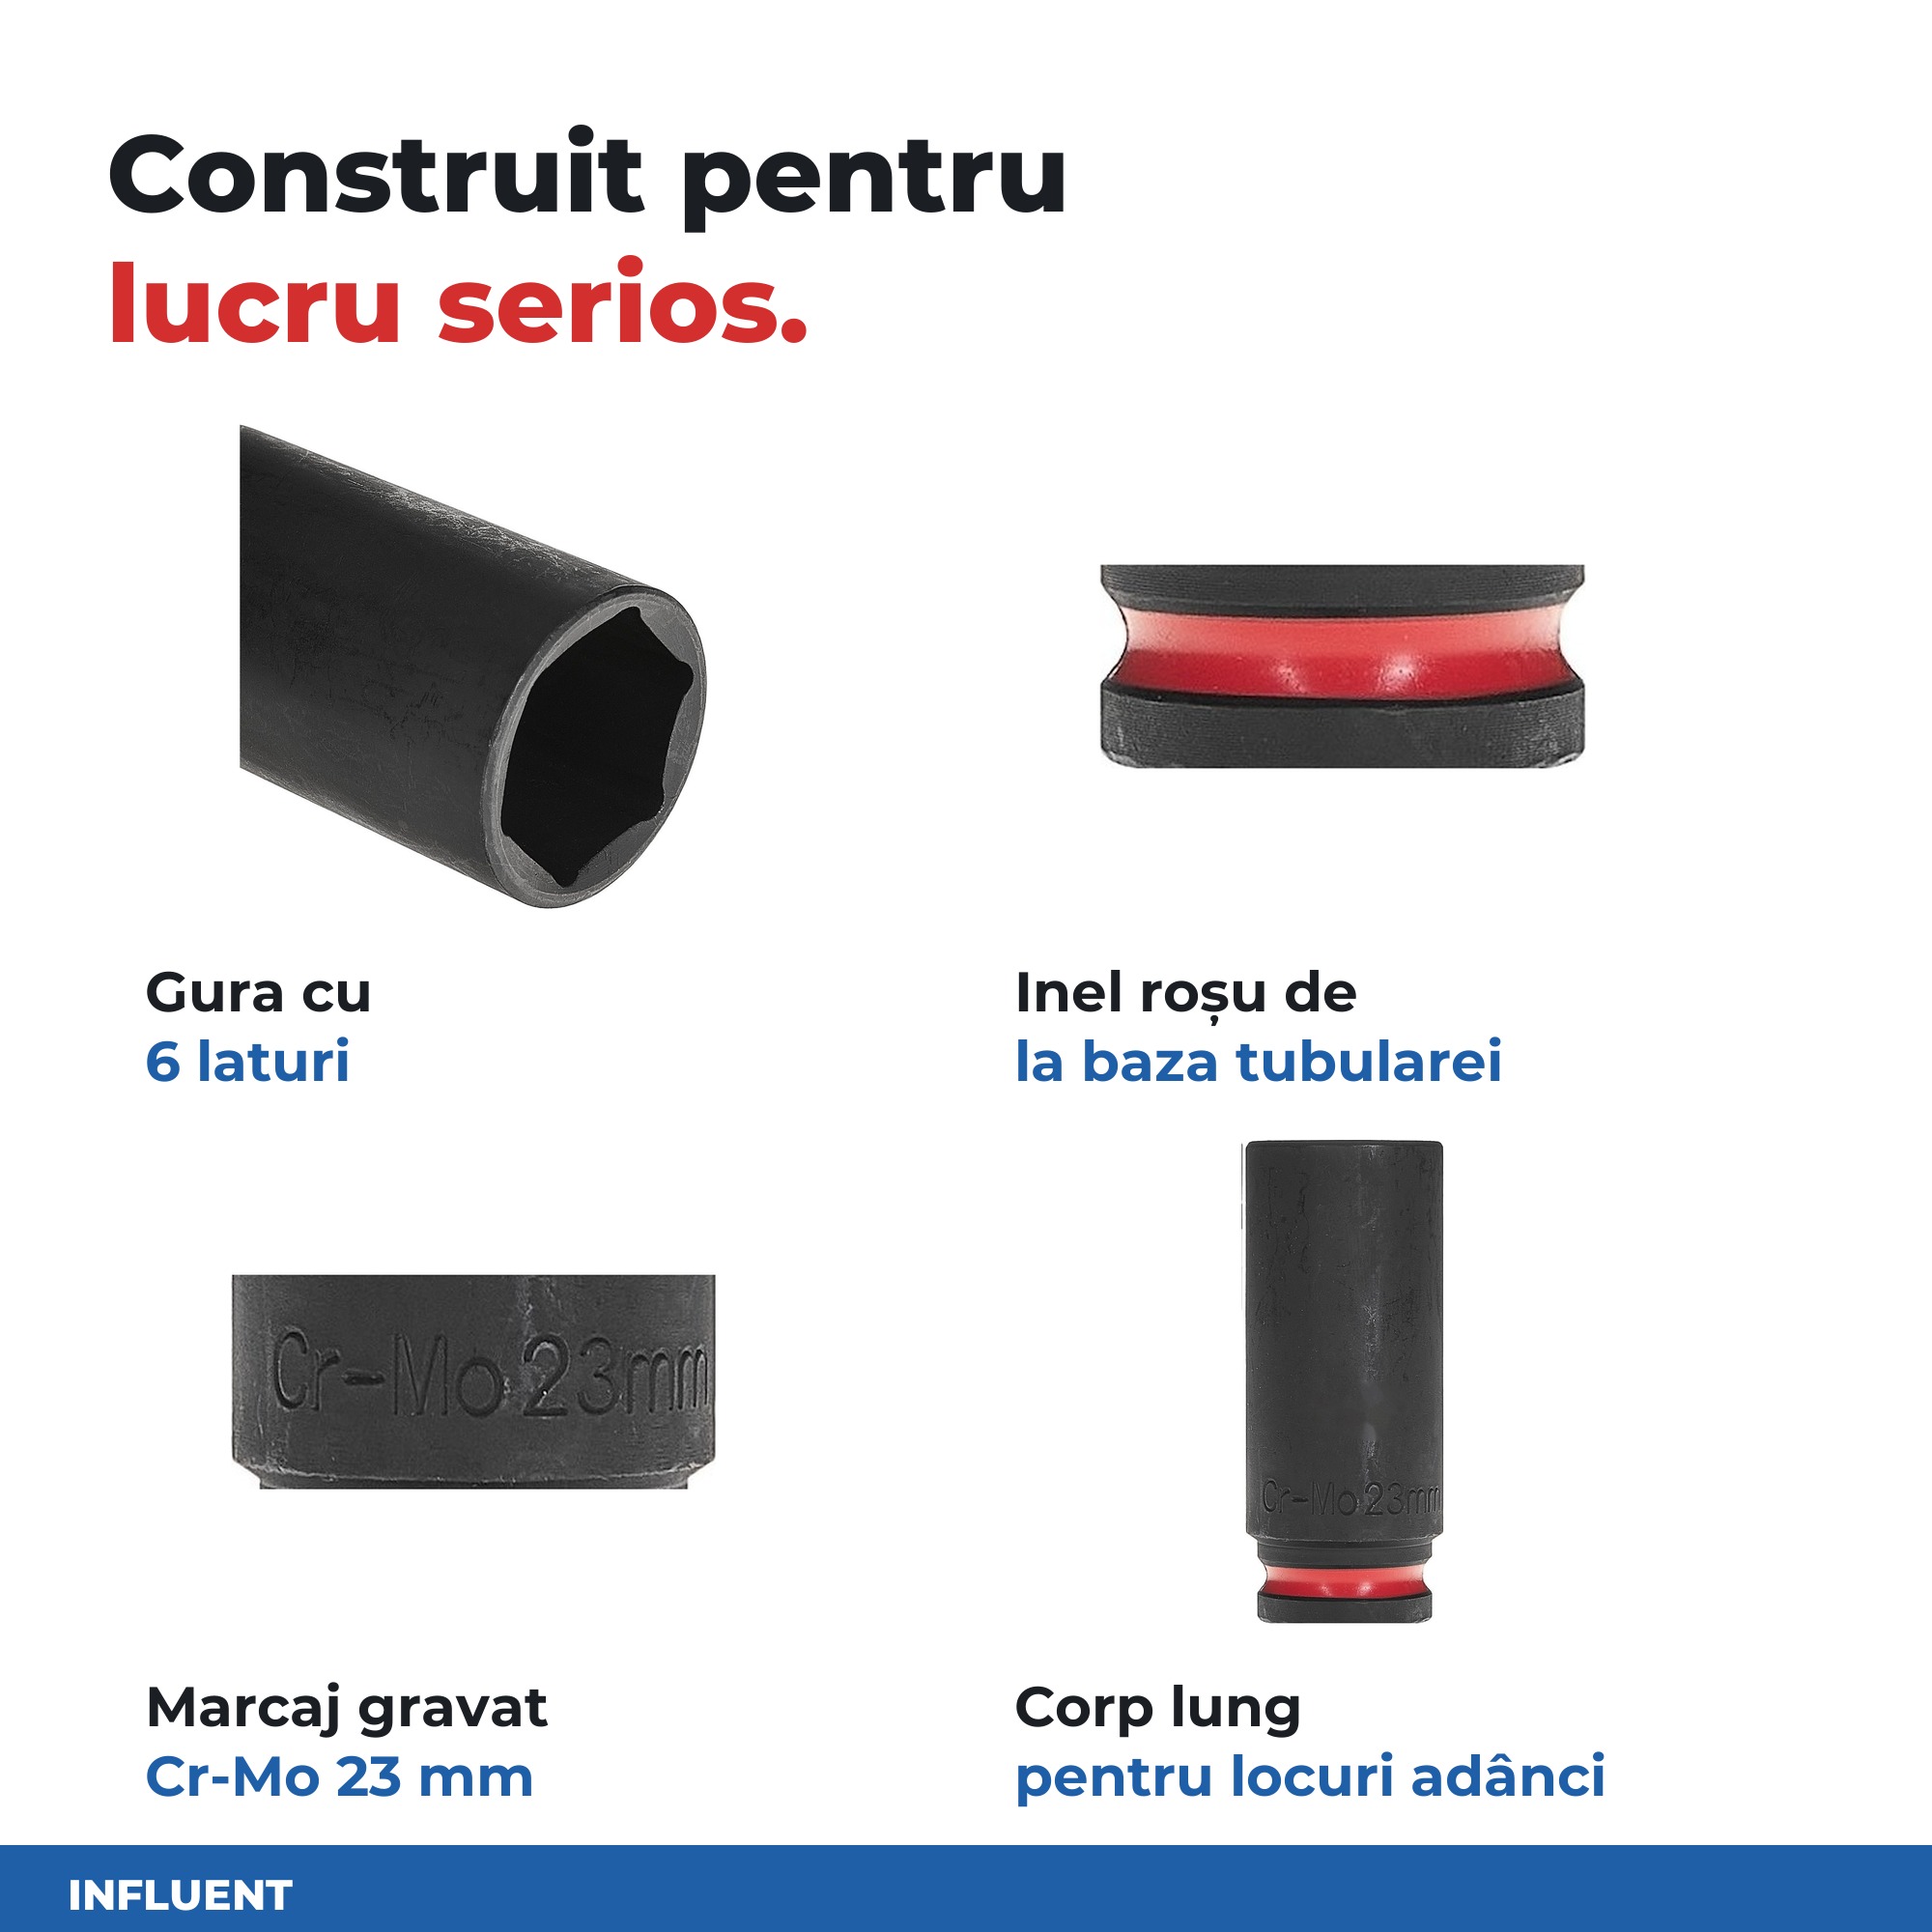 Construit pentru
lucru serios.
Gura cu
6 laturi
Inel roșu de
la baza tubularei
Cr-Mo 23mm
Cr-Mo 23mm
Marcaj gravat
Cr-Mo 23 mm
Corp lung
pentru locuri adânci
INFLUENT